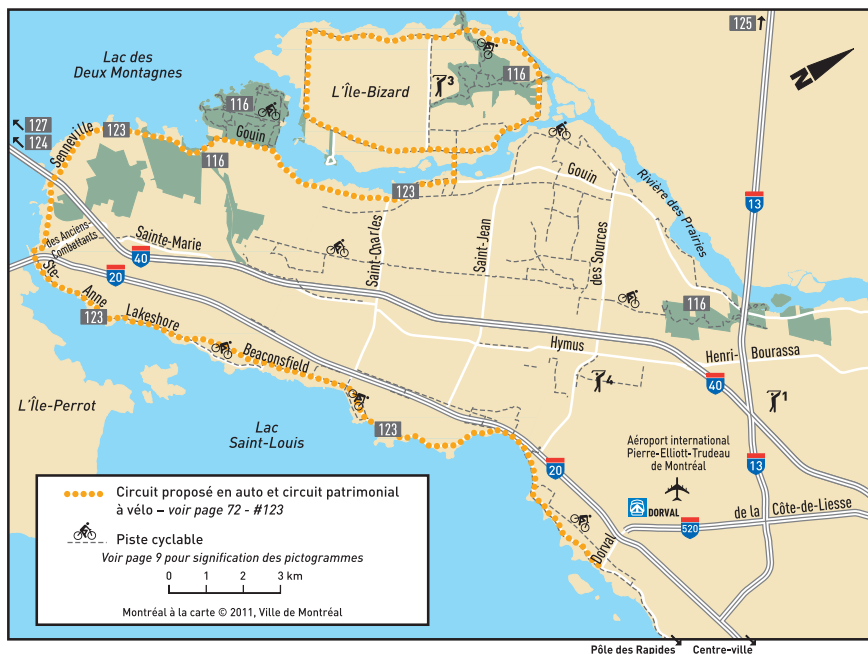 125
Lac des
Deux Montagnes
N
L'Île-Bizard
3
116
116
127
124
123
Senneville
Gouin
116
Gouin
123
Rivière des Prairies
13
des Anciens-
Combattants
Sainte-Marie
40
Saint-Charles
Saint-Jean
des Sources
20
Ste-
Anne
123
Lakeshore
Beaconsfield
116
Hymus
Henri-Bourassa
40
L'Île-Perrot
4
1
Lac
Saint-Louis
123
Aéroport international
Pierre-Elliott-Trudeau
de Montréal
20
13
DORVAL
de la Côte-de-Liesse
520
Dorval
Circuit proposé en auto et circuit patrimonial
à vélo – voir page 72 - #123
Piste cyclable
Voir page 9 pour signification des pictogrammes
0 1 2 3 km
Montréal à la carte © 2011, Ville de Montréal
Pôle des Rapides Centre-ville